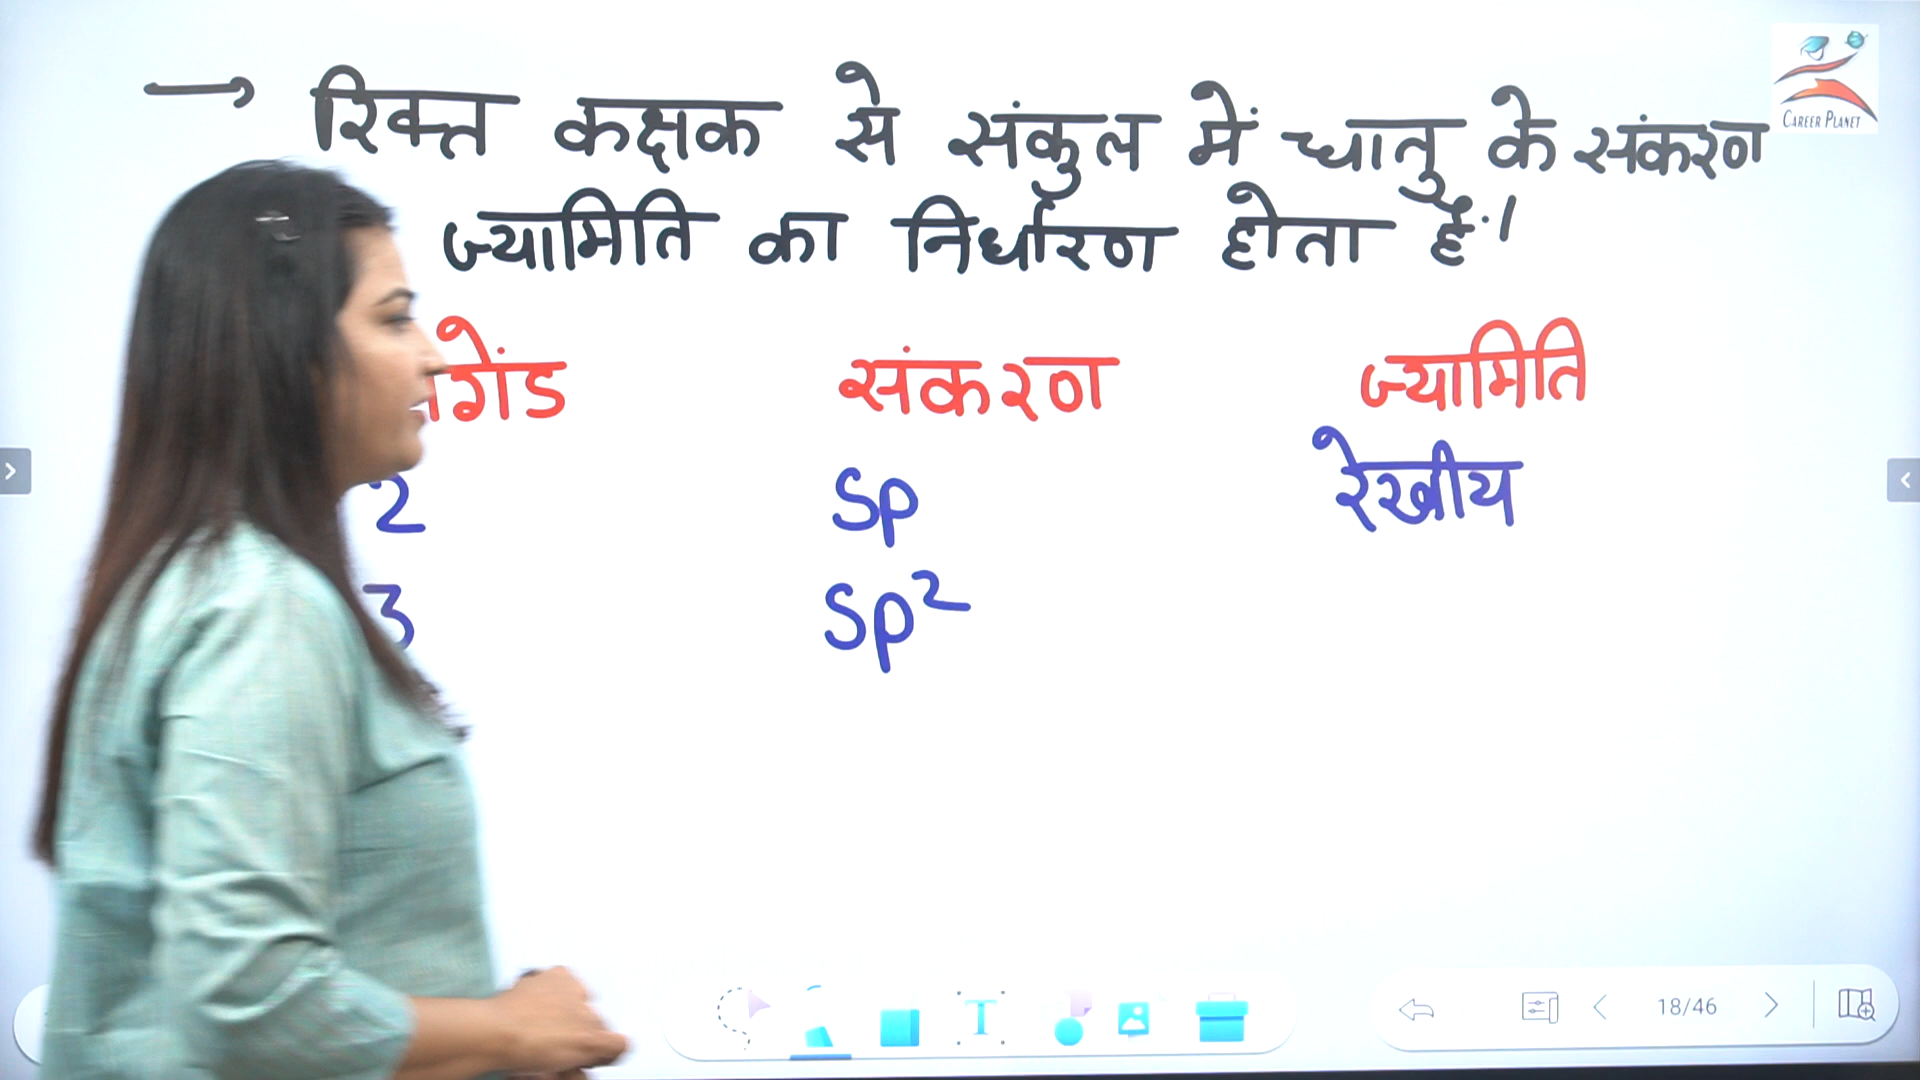 → रिक्त कक्षक से संकुल में धातु के संकरण
ज्यामिति का निर्धारण होता है।
संकरण ज्यामिति
2 Sp रेखीय
3 Sp²
CAREER PLANET
18/46